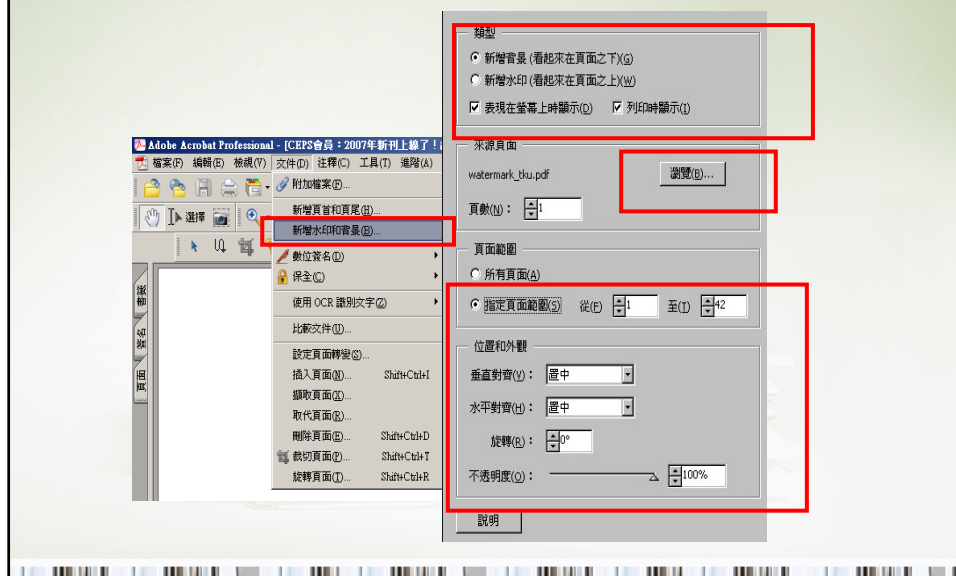 Adobe Acrobat Professional - [CEPS會員：2007年新刊上線了！
檔案(F) 編輯(E) 檢視(V) 文件(D) 注釋(C) 工具(T) 進階(A)
選擇
書籤
簽名
頁面
附加檔案(F)...
新增頁首和頁尾(H)...
新增水印和背景(B)...
數位簽名(D)
保全(C)
使用 OCR 識別文字(Z)
比較文件(U)...
設定頁面轉變(S)...
插入頁面(N)... Shift+Ctrl+I
擷取頁面(X)...
取代頁面(R)...
刪除頁面(E)... Shift+Ctrl+D
裁切頁面(P)... Shift+Ctrl+T
旋轉頁面(T)... Shift+Ctrl+R
類型
新增背景 (看起來在頁面之下)(G)
新增水印 (看起來在頁面之上)(W)
表現在螢幕上時顯示(D) 列印時顯示(I)
來源頁面
watermark_tku.pdf 瀏覽(B)...
頁數(N)： 1
頁面範圍
所有頁面(A)
指定頁面範圍(S) 從(F) 1 至(T) 42
位置和外觀
垂直對齊(V)： 置中
水平對齊(H)： 置中
旋轉(R)： 0°
不透明度(O)： 100%
說明